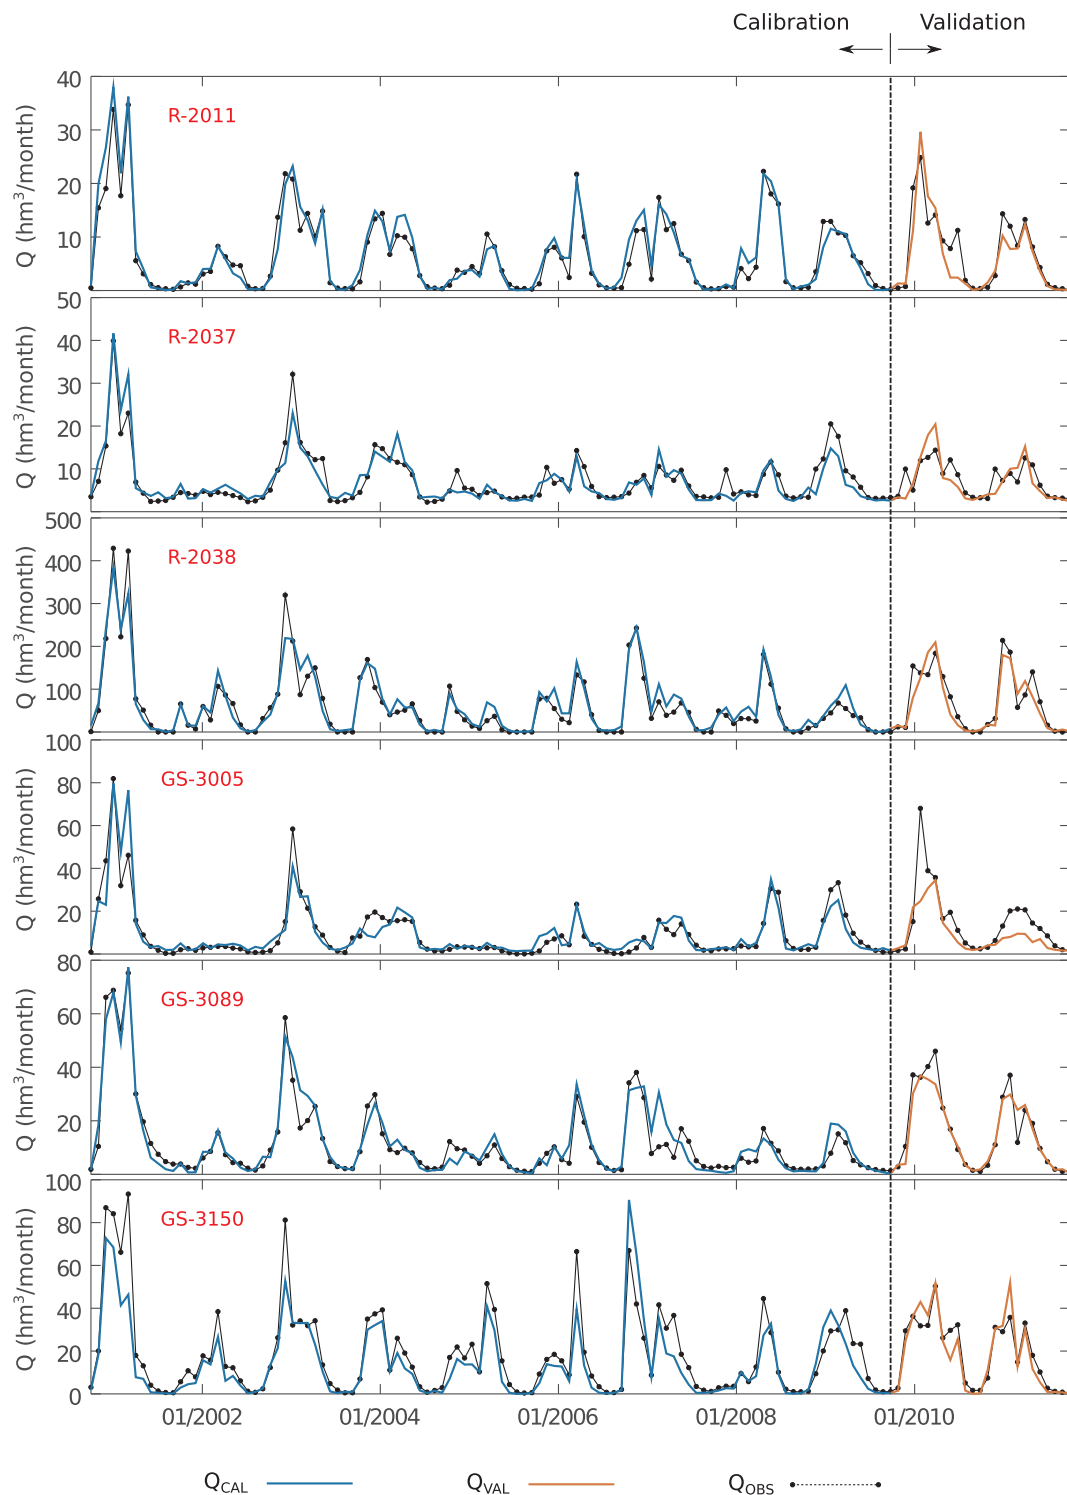 Calibration Validation
40
30
20
10
Q (hm³/month)
R-2011
50
40
30
20
10
Q (hm³/month)
R-2037
500
400
300
200
100
Q (hm³/month)
R-2038
100
80
60
40
20
Q (hm³/month)
GS-3005
80
60
40
20
Q (hm³/month)
GS-3089
100
80
60
40
20
0
Q (hm³/month)
GS-3150
01/2002 01/2004 01/2006 01/2008 01/2010
QCAL QVAL QOBS